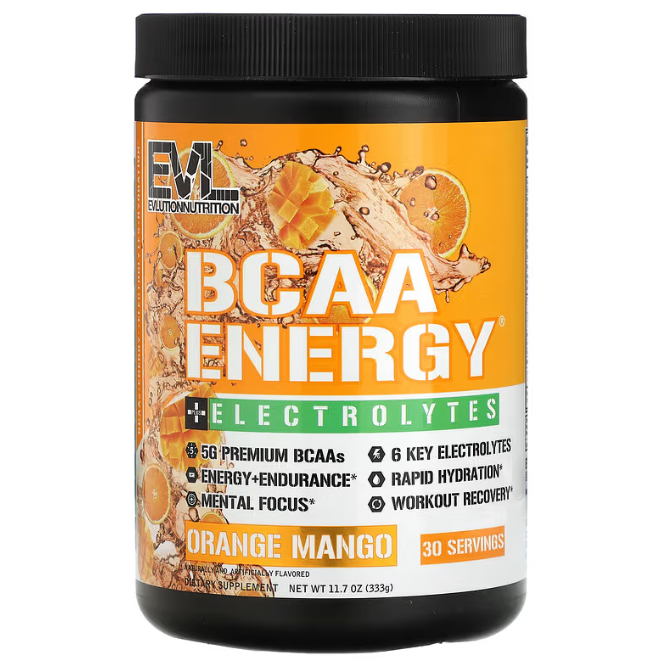 EVL
EVLUTIONNUTRITION
BCAA
ENERGY®
+PLUS ELECTROLYTES
5G PREMIUM BCAAs
ENERGY+ENDURANCE*
MENTAL FOCUS*
6 KEY ELECTROLYTES
RAPID HYDRATION*
WORKOUT RECOVERY*
ORANGE MANGO
30 SERVINGS
NATURALLY AND ARTIFICIALLY FLAVORED
DIETARY SUPPLEMENT NET WT 11.7 OZ (333g)